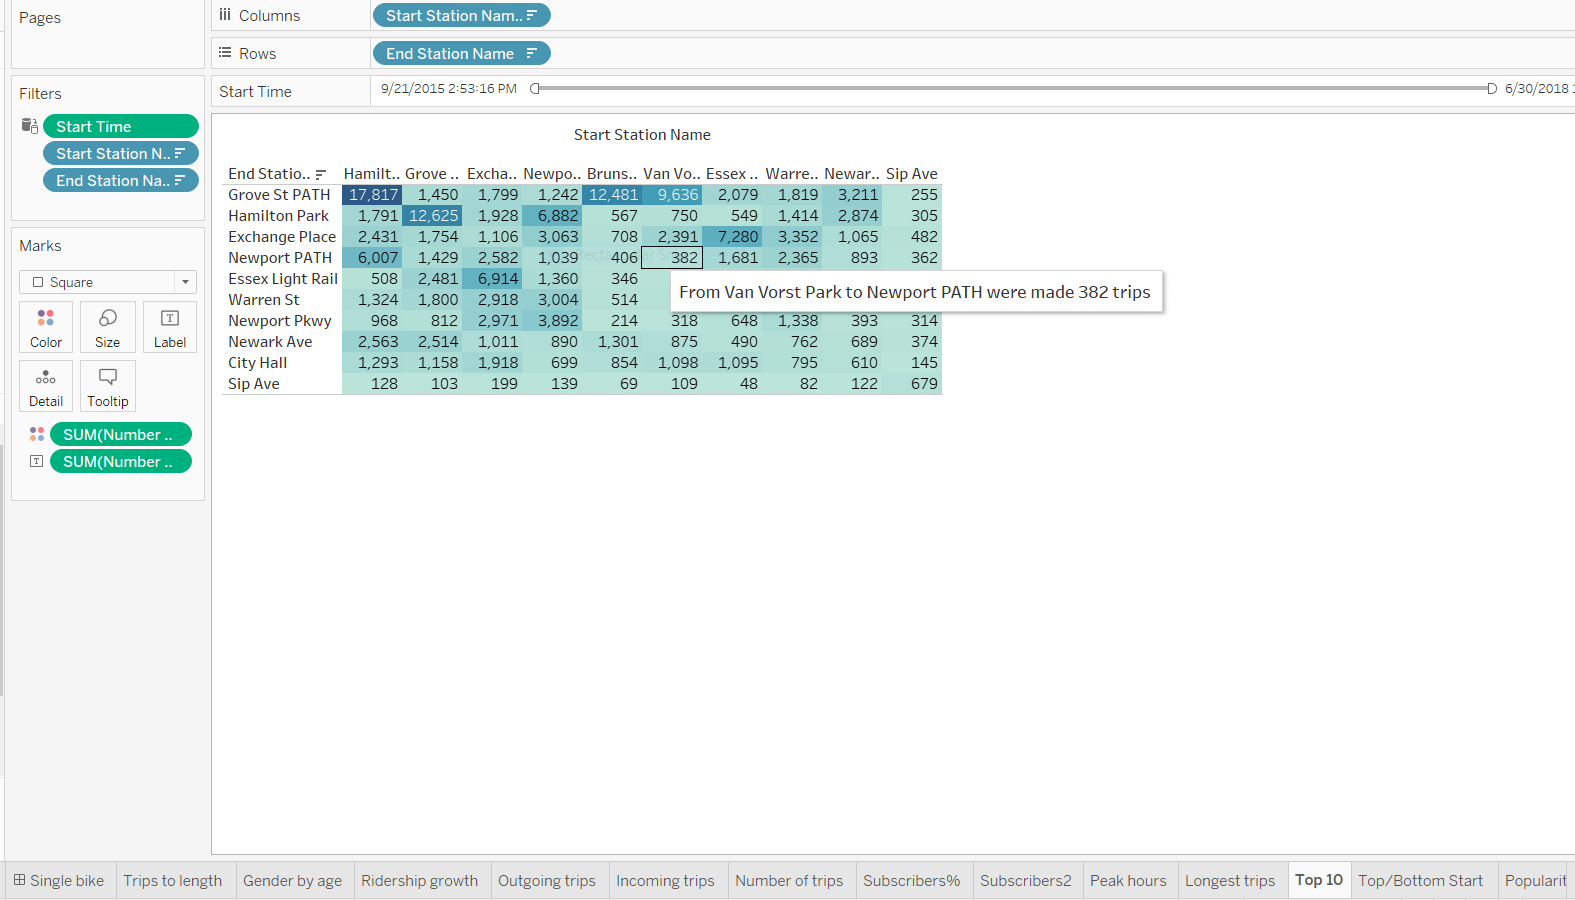 Pages
Columns
Start Station Nam..
Rows
End Station Name
Filters
Start Time
Start Station N..
End Station Na..
Start Time
9/21/2015 2:53:16 PM
6/30/2018
Marks
Square
Color
Size
Label
Detail
Tooltip
SUM(Number ..
SUM(Number ..
Start Station Name
End Statio.. Hamilt.. Grove .. Excha.. Newpo.. Bruns.. Van Vo.. Essex .. Warre.. Newar.. Sip Ave
Grove St PATH 17,817 1,450 1,799 1,242 12,481 9,636 2,079 1,819 3,211 255
Hamilton Park 1,791 12,625 1,928 6,882 567 750 549 1,414 2,874 305
Exchange Place 2,431 1,754 1,106 3,063 708 2,391 7,280 3,352 1,065 482
Newport PATH 6,007 1,429 2,582 1,039 406 382 1,681 2,365 893 362
Essex Light Rail 508 2,481 6,914 1,360 346
Warren St 1,324 1,800 2,918 3,004 514
From Van Vorst Park to Newport PATH were made 382 trips
Newport Pkwy 968 812 2,971 3,892 214 318 648 1,338 393 314
Newark Ave 2,563 2,514 1,011 890 1,301 875 490 762 689 374
City Hall 1,293 1,158 1,918 699 854 1,098 1,095 795 610 145
Sip Ave 128 103 199 139 69 109 48 82 122 679
Single bike Trips to length Gender by age Ridership growth Outgoing trips Incoming trips Number of trips Subscribers% Subscribers2 Peak hours Longest trips Top 10 Top/Bottom Start Popularit